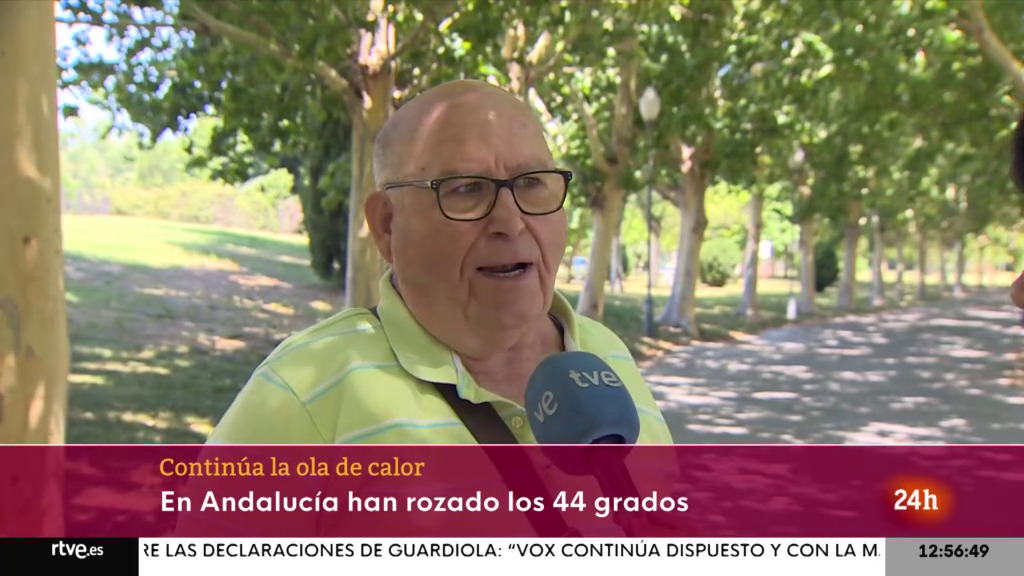 tve
ve
Continúa la ola de calor
En Andalucía han rozado los 44 grados
24h
rtve.es
RE LAS DECLARACIONES DE GUARDIOLA: “VOX CONTINÚA DISPUESTO Y CON LA M
12:56:49